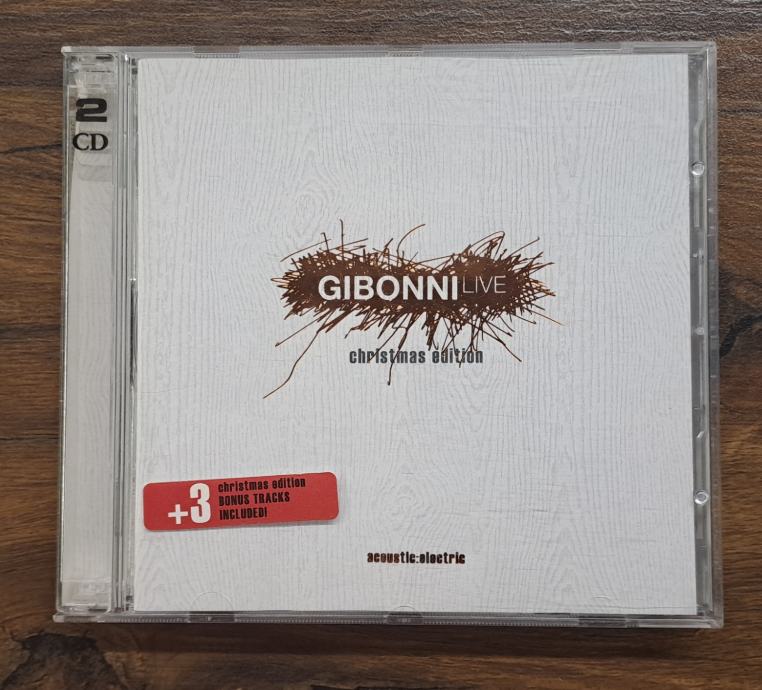 2
CD
GIBONNI LIVE
christmas edition
+3 christmas edition
BONUS TRACKS
INCLUDED!
acoustic:electric